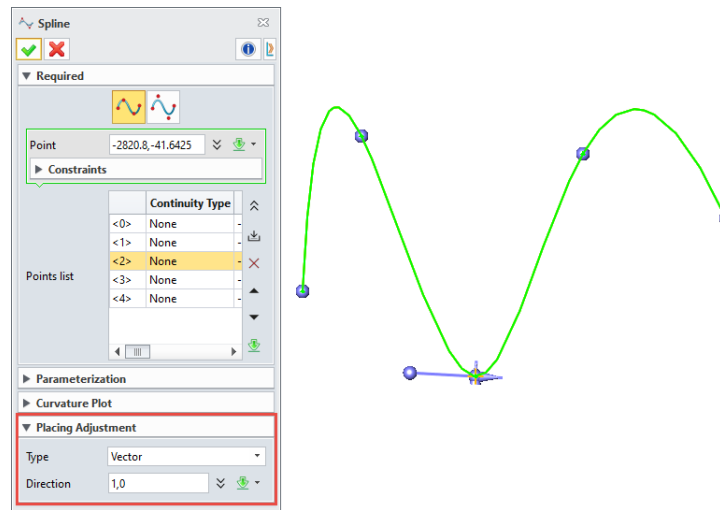 Spline
Required
Point -2820.8,-41.6425
Constraints
Continuity Type
<0> None -
<1> None -
<2> None -
<3> None -
<4> None -
Points list
Parameterization
Curvature Plot
Placing Adjustment
Type Vector
Direction 1,0